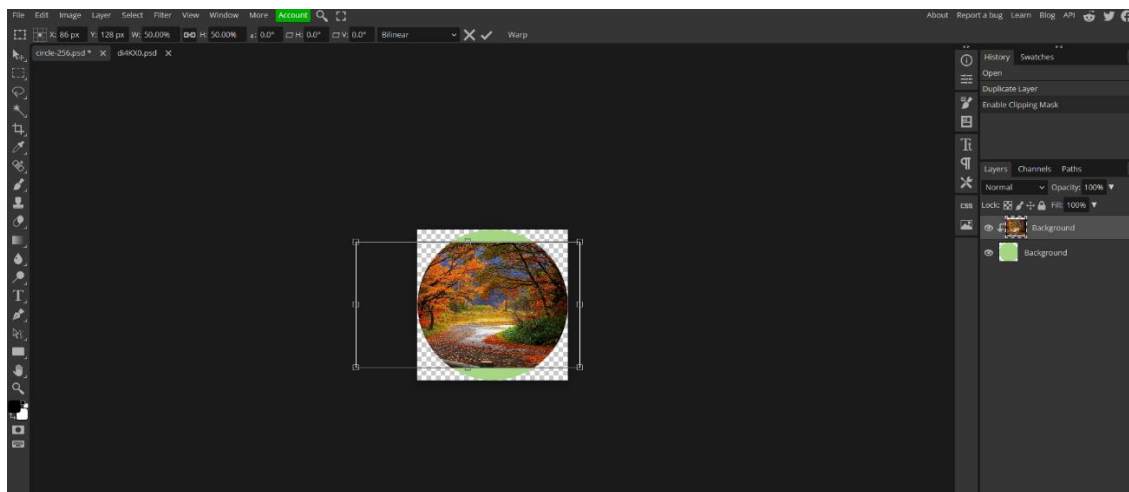 File Edit Image Layer Select Filter View Window More Account About Report a bug Learn Blog API
X: 86 px Y: 128 px W: 50.00% H: 50.00% ⦣: 0.0° H: 0.0° V: 0.0° Bilinear Warp
circle-256.psd * X di4KX0.psd X
History Swatches
Open
Duplicate Layer
Enable Clipping Mask
Layers Channels Paths
Normal Opacity: 100%
CSS Lock: Fill: 100%
Background
Background